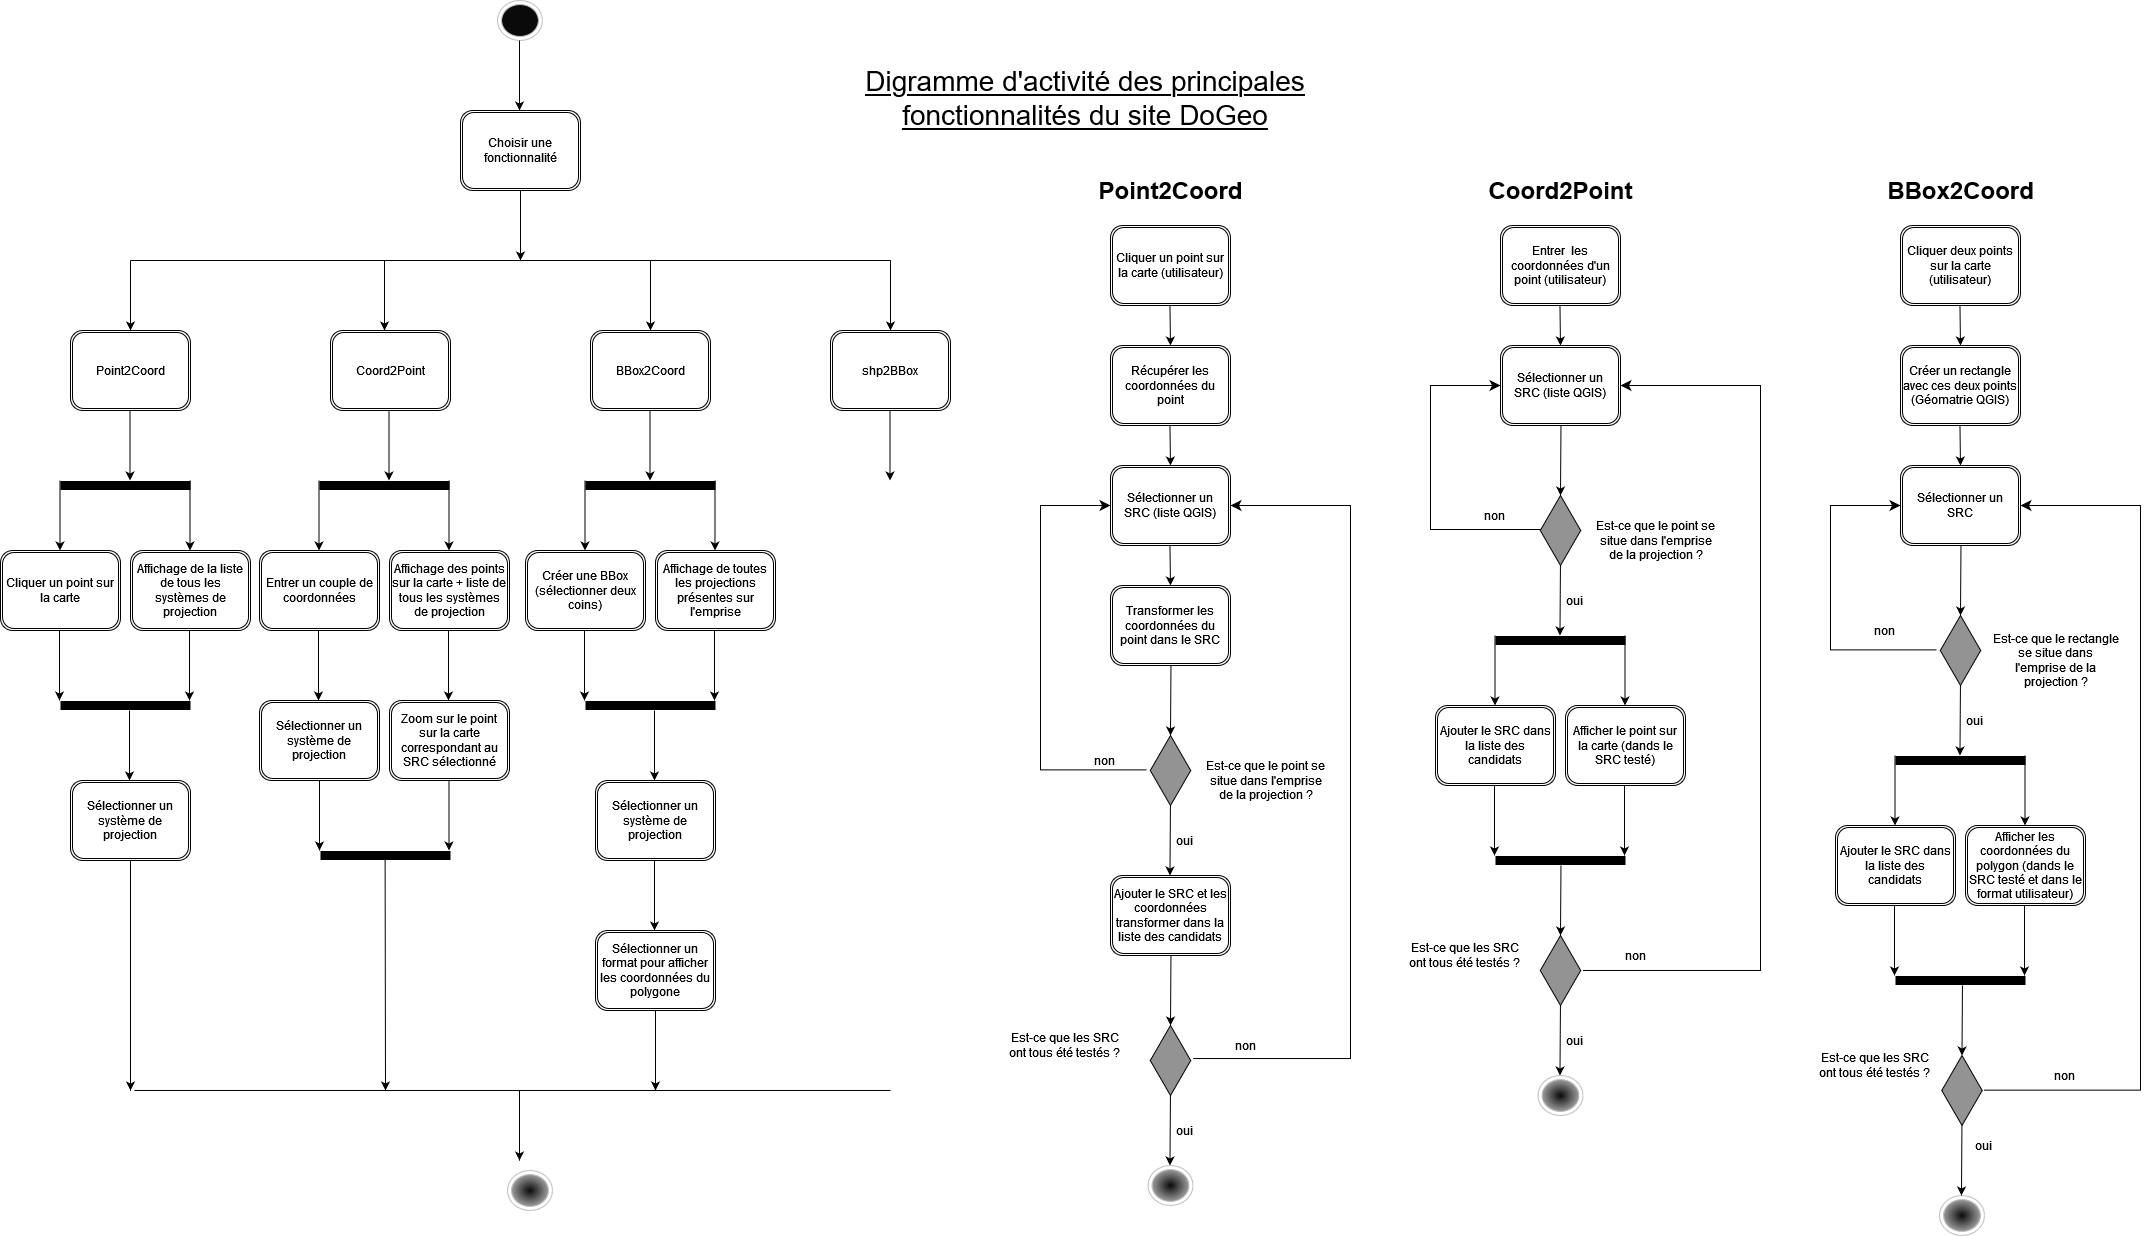 Digramme d'activité des principales
fonctionnalités du site DoGeo
Choisir une
fonctionnalité
Point2Coord
Coord2Point
BBox2Coord
shp2BBox
Cliquer un point sur
la carte
Affichage de la liste
de tous les
systèmes de
projection
Entrer un couple de
coordonnées
Affichage des points
sur la carte + liste de
tous les systèmes
de projection
Créer une BBox
(sélectionner deux
coins)
Affichage de toutes
les projections
présentes sur
l'emprise
Sélectionner un
système de
projection
Sélectionner un
système de
projection
Zoom sur le point
sur la carte
correspondant au
SRC sélectionné
Sélectionner un
système de
projection
Sélectionner un
format pour afficher
les coordonnées du
polygone
Point2Coord
Cliquer un point sur
la carte (utilisateur)
Récupérer les
coordonnées du
point
Sélectionner un
SRC (liste QGIS)
Transformer les
coordonnées du
point dans le SRC
non
Est-ce que le point se
situe dans l'emprise
de la projection ?
oui
Ajouter le SRC et les
coordonnées
transformer dans la
liste des candidats
Est-ce que les SRC
ont tous été testés ?
non
oui
Coord2Point
Entrer les
coordonnées d'un
point (utilisateur)
Sélectionner un
SRC (liste QGIS)
non
Est-ce que le point se
situe dans l'emprise
de la projection ?
oui
Ajouter le SRC dans
la liste des
candidats
Afficher le point sur
la carte (dands le
SRC testé)
Est-ce que les SRC
ont tous été testés ?
non
oui
BBox2Coord
Cliquer deux points
sur la carte
(utilisateur)
Créer un rectangle
avec ces deux points
(Géomatrie QGIS)
Sélectionner un
SRC
non
Est-ce que le rectangle
se situe dans
l'emprise de la
projection ?
oui
Ajouter le SRC dans
la liste des
candidats
Afficher les
coordonnées du
polygon (dands le
SRC testé et dans le
format utilisateur)
Est-ce que les SRC
ont tous été testés ?
non
oui